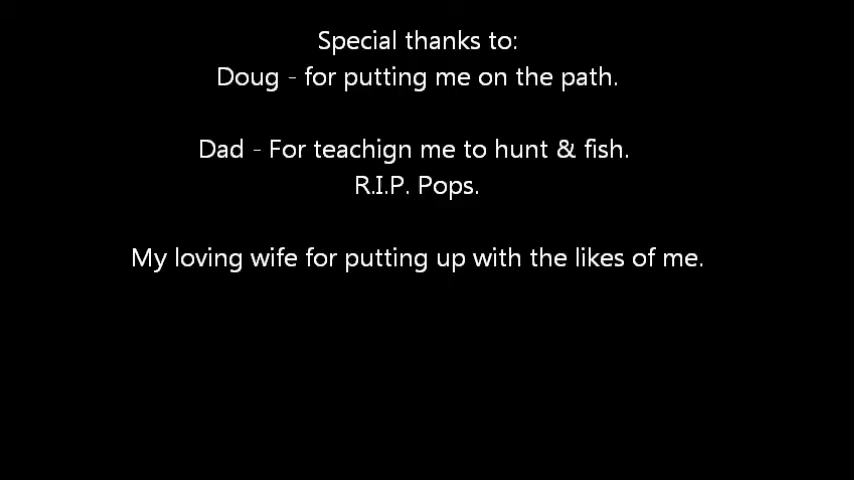 Special thanks to:
Doug - for putting me on the path.
Dad - For teachign me to hunt & fish.
R.I.P. Pops.
My loving wife for putting up with the likes of me.